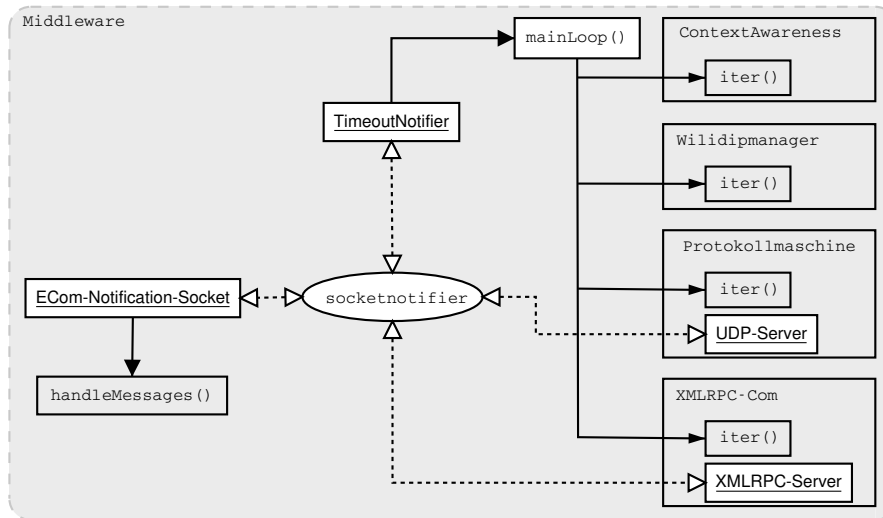 Middleware
mainLoop()
ContextAwareness
iter()
TimeoutNotifier
Wilidipmanager
iter()
Protokollmaschine
iter()
ECom-Notification-Socket
socketnotifier
UDP-Server
handleMessages()
XMLRPC-Com
iter()
XMLRPC-Server